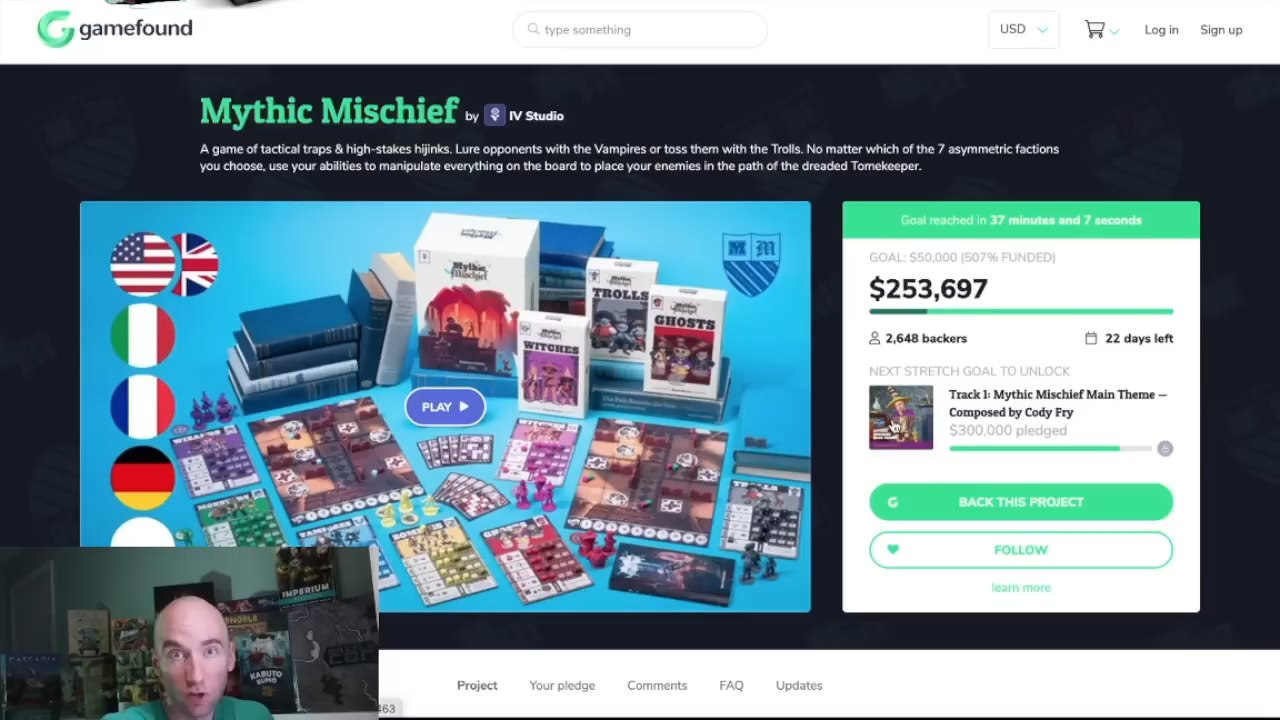 gamefound
type something
USD
Log in
Sign up
Mythic Mischief by IV Studio
A game of tactical traps & high-stakes hijinks. Lure opponents with the Vampires or toss them with the Trolls. No matter which of the 7 asymmetric factions
you choose, use your abilities to manipulate everything on the board to place your enemies in the path of the dreaded Tomekeeper.
Goal reached in 37 minutes and 7 seconds
GOAL: $50,000 (507% FUNDED)
$253,697
2,648 backers
22 days left
NEXT STRETCH GOAL TO UNLOCK
Track 1: Mythic Mischief Main Theme —
Composed by Cody Fry
$300,000 pledged
BACK THIS PROJECT
FOLLOW
learn more
M M
Mythic
Mischief
TROLLS
GHOSTS
WITCHES
PLAY
VAMPIRES
ZOMBIES
GHOSTS
TROLLS
IMPERIUM
CASCADIA
KABUTO
SUMO
Project
Your pledge
Comments
FAQ
Updates
463